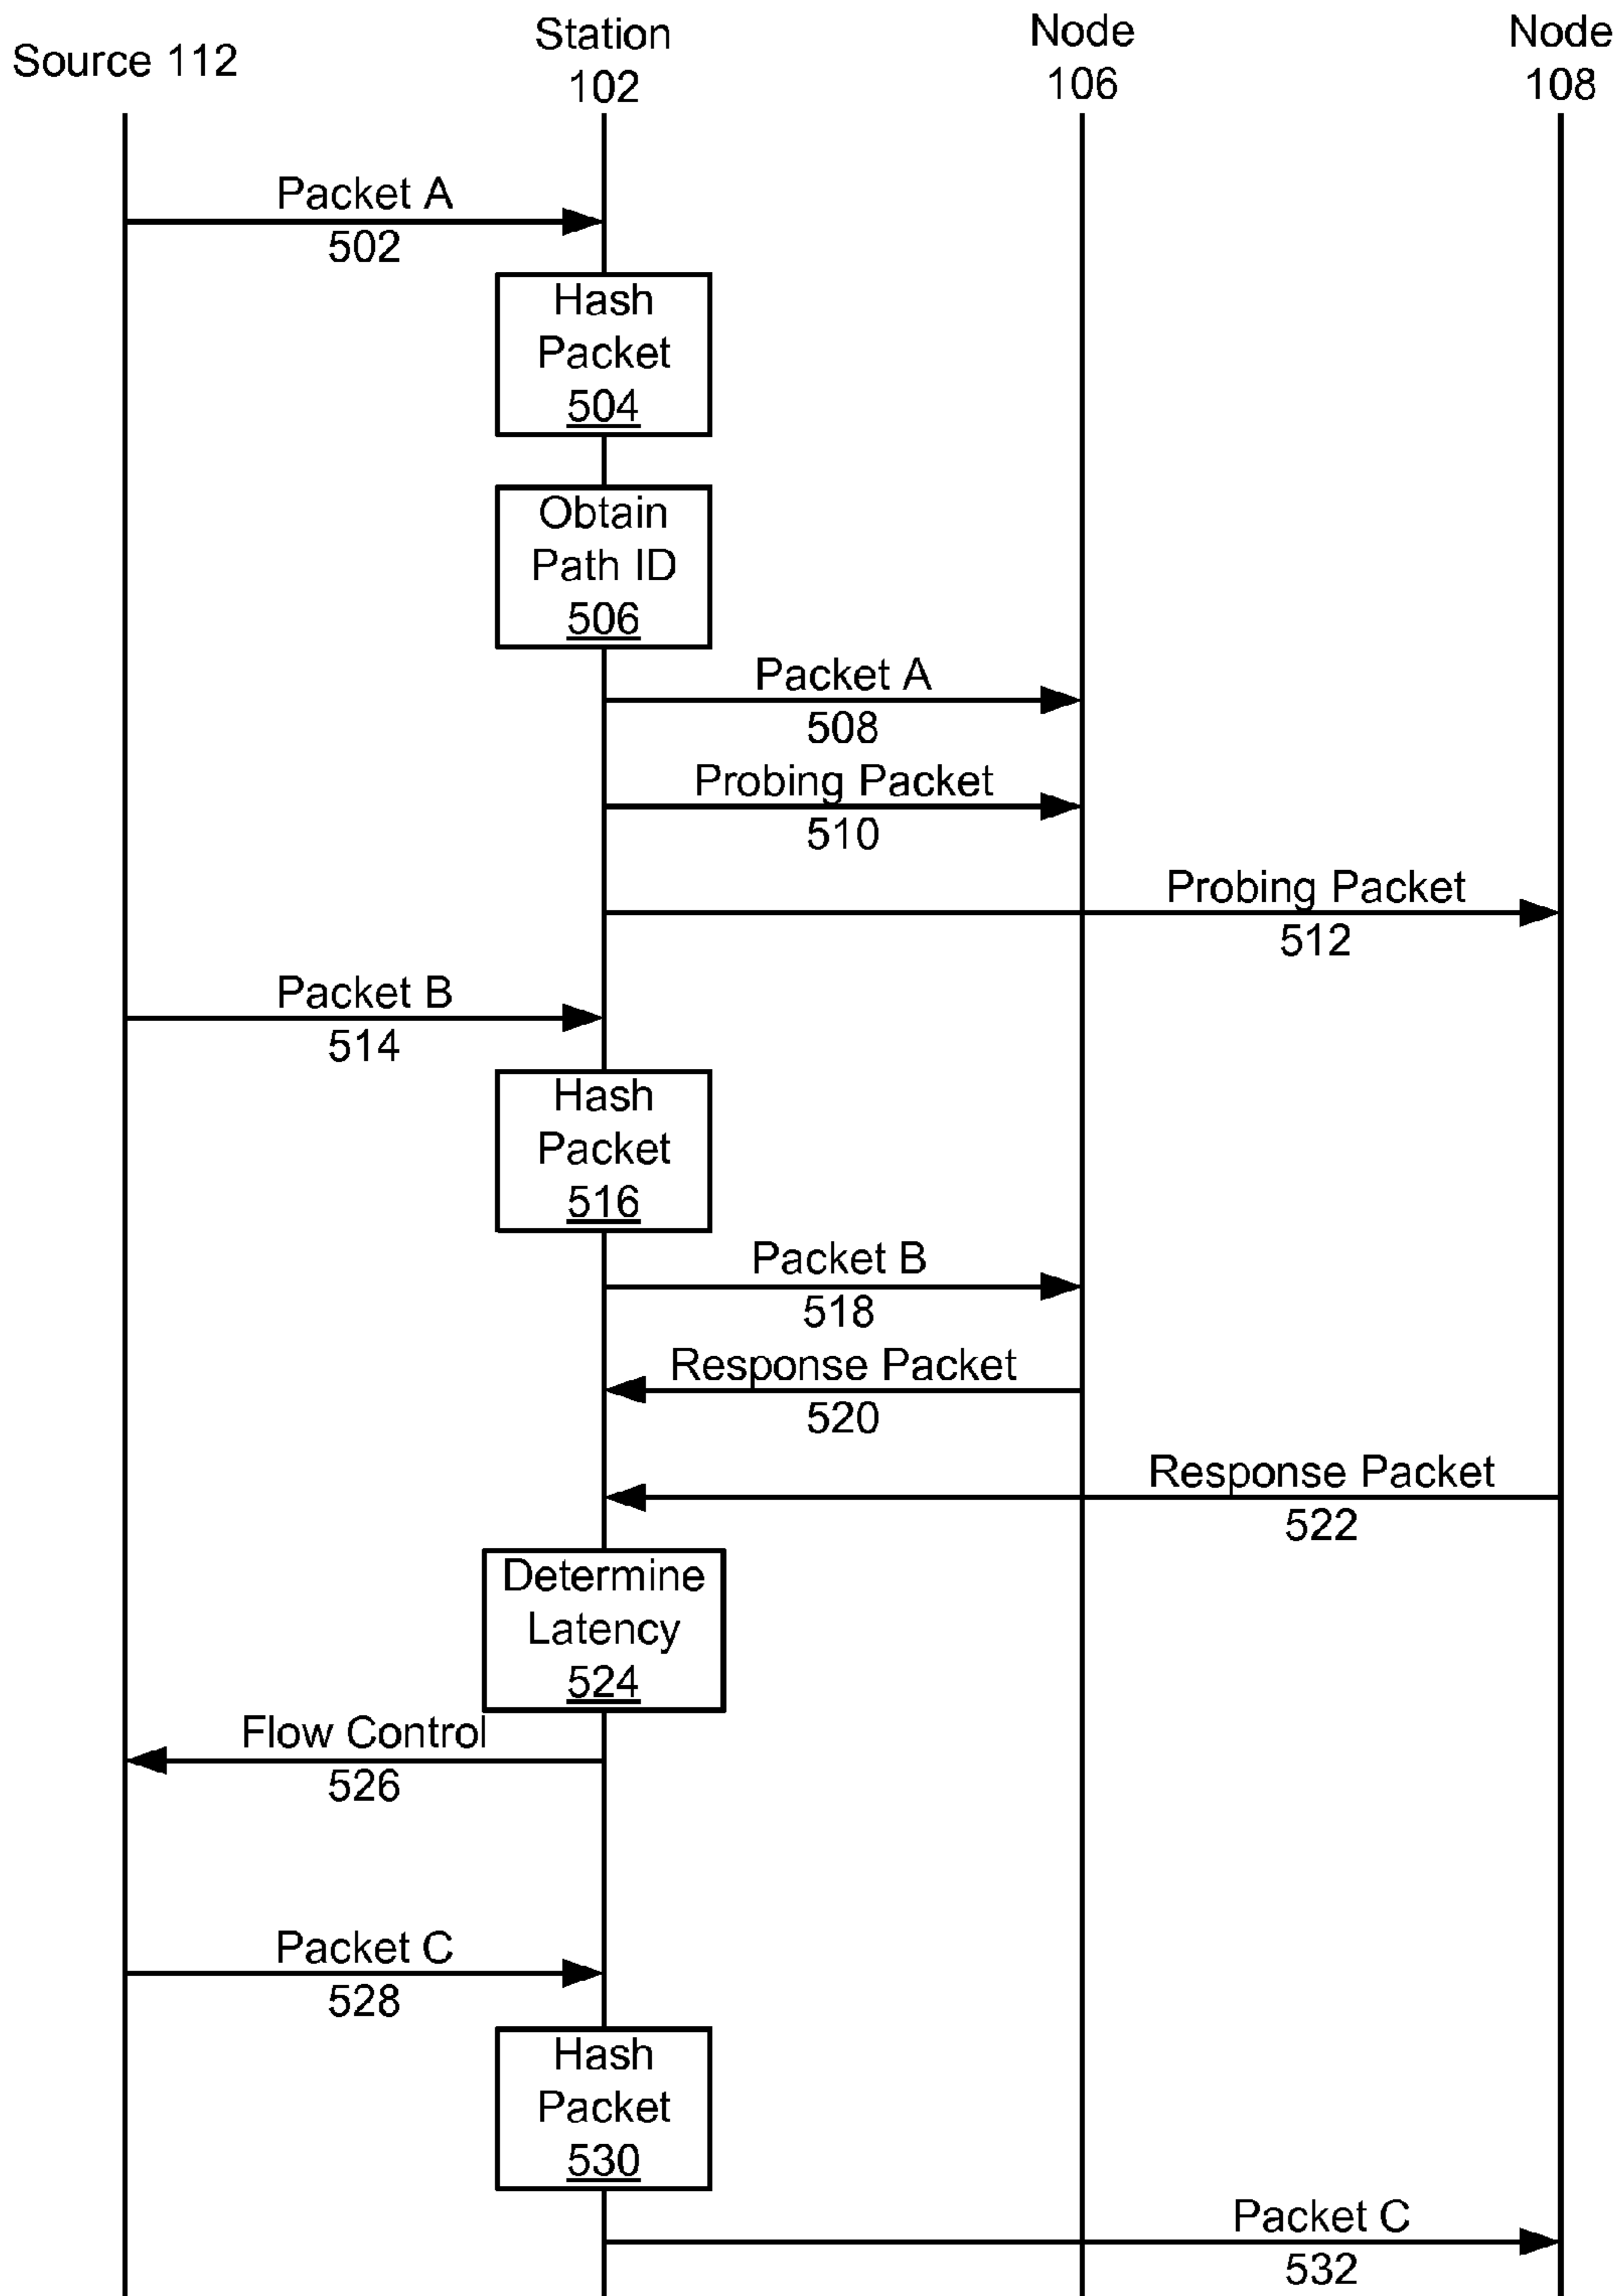 Source 112
Station
102
Node
106
Node
108
Packet A
502
Hash
Packet
504
Obtain
Path ID
506
Packet A
508
Probing Packet
510
Probing Packet
512
Packet B
514
Hash
Packet
516
Packet B
518
Response Packet
520
Response Packet
522
Determine
Latency
524
Flow Control
526
Packet C
528
Hash
Packet
530
Packet C
532